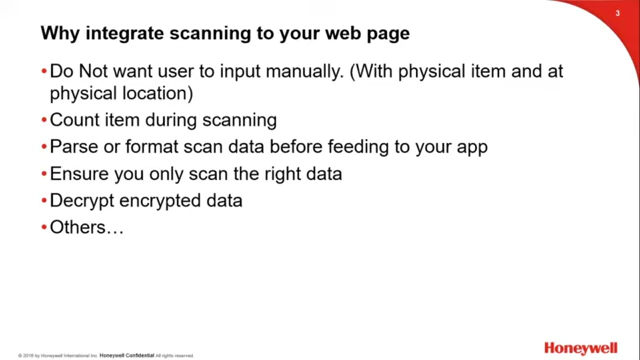 3
Why integrate scanning to your web page
•Do Not want user to input manually. (With physical item and at
physical location)
•Count item during scanning
•Parse or format scan data before feeding to your app
•Ensure you only scan the right data
•Decrypt encrypted data
•Others…
© 2016 by Honeywell International Inc. Honeywell Confidential All rights reserved.
Honeywell